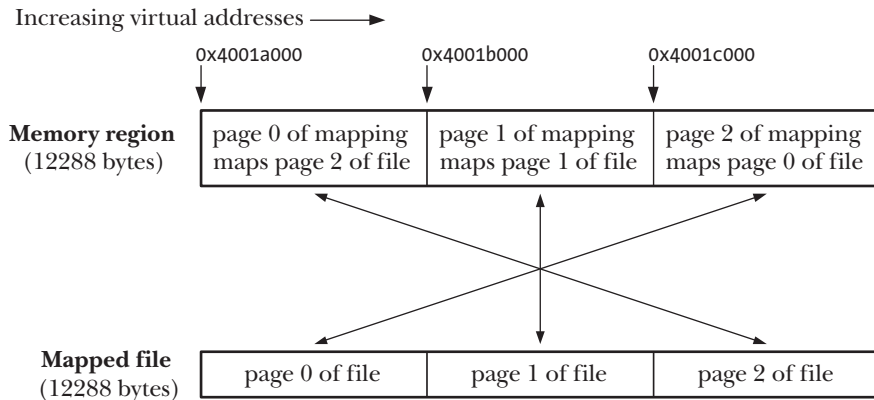 Increasing virtual addresses
0x4001a000 0x4001b000 0x4001c000
Memory region
(12288 bytes)
page 0 of mapping
maps page 2 of file
page 1 of mapping
maps page 1 of file
page 2 of mapping
maps page 0 of file
Mapped file
(12288 bytes)
page 0 of file
page 1 of file
page 2 of file